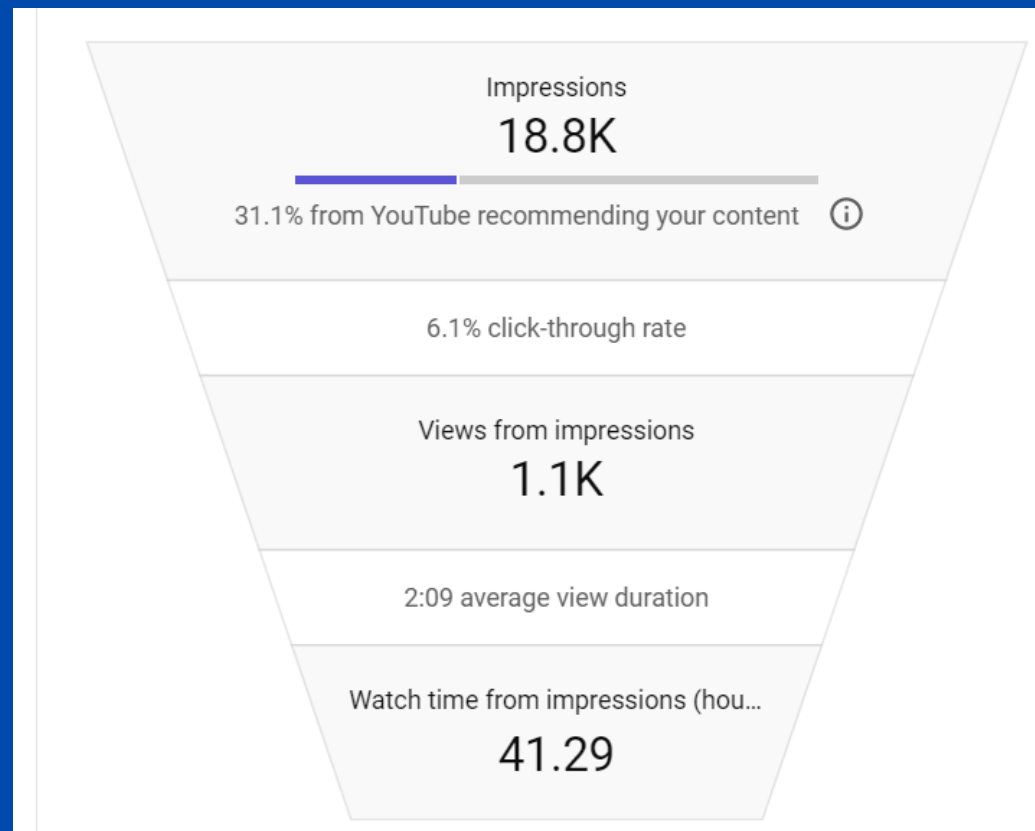 Impressions
18.8K
31.1% from YouTube recommending your content
6.1% click-through rate
Views from impressions
1.1K
2:09 average view duration
Watch time from impressions (hou...
41.29